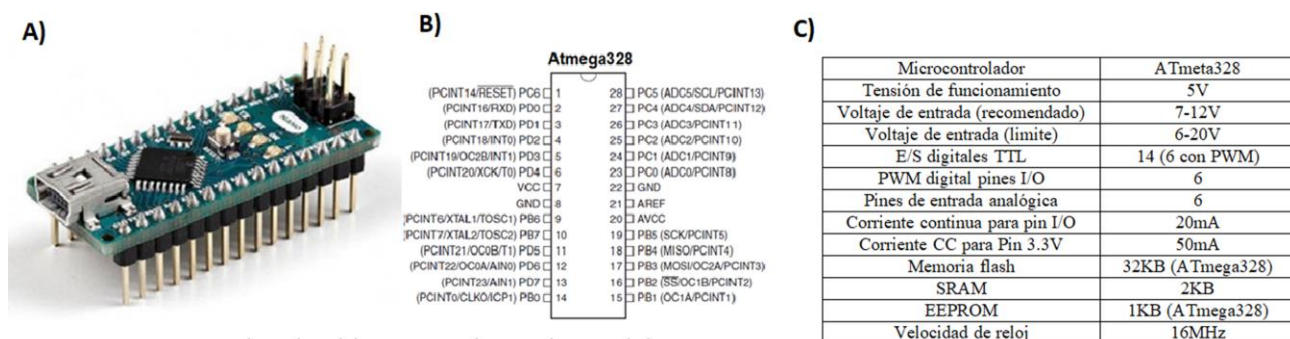 A)
B)
C)
Atmega328
(PCINT14/RESET) PC6 1
(PCINT16/RXD) PD0 2
(PCINT17/TXD) PD1 3
(PCINT18/INT0) PD2 4
(PCINT19/OC2B/INT1) PD3 5
(PCINT20/XCK/T0) PD4 6
VCC 7
GND 8
(PCINT6/XTAL1/TOSC1) PB6 9
(PCINT7/XTAL2/TOSC2) PB7 10
(PCINT21/OC0B/T1) PD5 11
(PCINT22/OC0A/AIN0) PD6 12
(PCINT23/AIN1) PD7 13
(PCINT0/CLKO/ICP1) PB0 14
28 PC5 (ADC5/SCL/PCINT13)
27 PC4 (ADC4/SDA/PCINT12)
26 PC3 (ADC3/PCINT11)
25 PC2 (ADC2/PCINT10)
24 PC1 (ADC1/PCINT9)
23 PC0 (ADC0/PCINT8)
22 GND
21 AREF
20 AVCC
19 PB5 (SCK/PCINT5)
18 PB4 (MISO/PCINT4)
17 PB3 (MOSI/OC2A/PCINT3)
16 PB2 (SS/OC1B/PCINT2)
15 PB1 (OC1A/PCINT1)
Microcontrolador ATmeta328
Tensión de funcionamiento 5V
Voltaje de entrada (recomendado) 7-12V
Voltaje de entrada (limite) 6-20V
E/S digitales TTL 14 (6 con PWM)
PWM digital pines I/O 6
Pines de entrada analógica 6
Corriente continua para pin I/O 20mA
Corriente CC para Pin 3.3V 50mA
Memoria flash 32KB (ATmega328)
SRAM 2KB
EEPROM 1KB (ATmega328)
Velocidad de reloj 16MHz